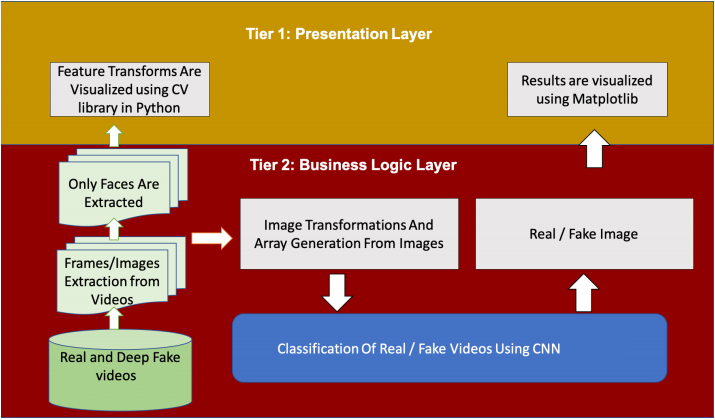 Tier 1: Presentation Layer
Feature Transforms Are
Visualized using CV
library in Python
Results are visualized
using Matplotlib
Tier 2: Business Logic Layer
Only Faces Are
Extracted
Image Transformations And
Array Generation From Images
Real / Fake Image
Frames/Images
Extraction from
Videos
Classification Of Real / Fake Videos Using CNN
Real and Deep Fake
videos